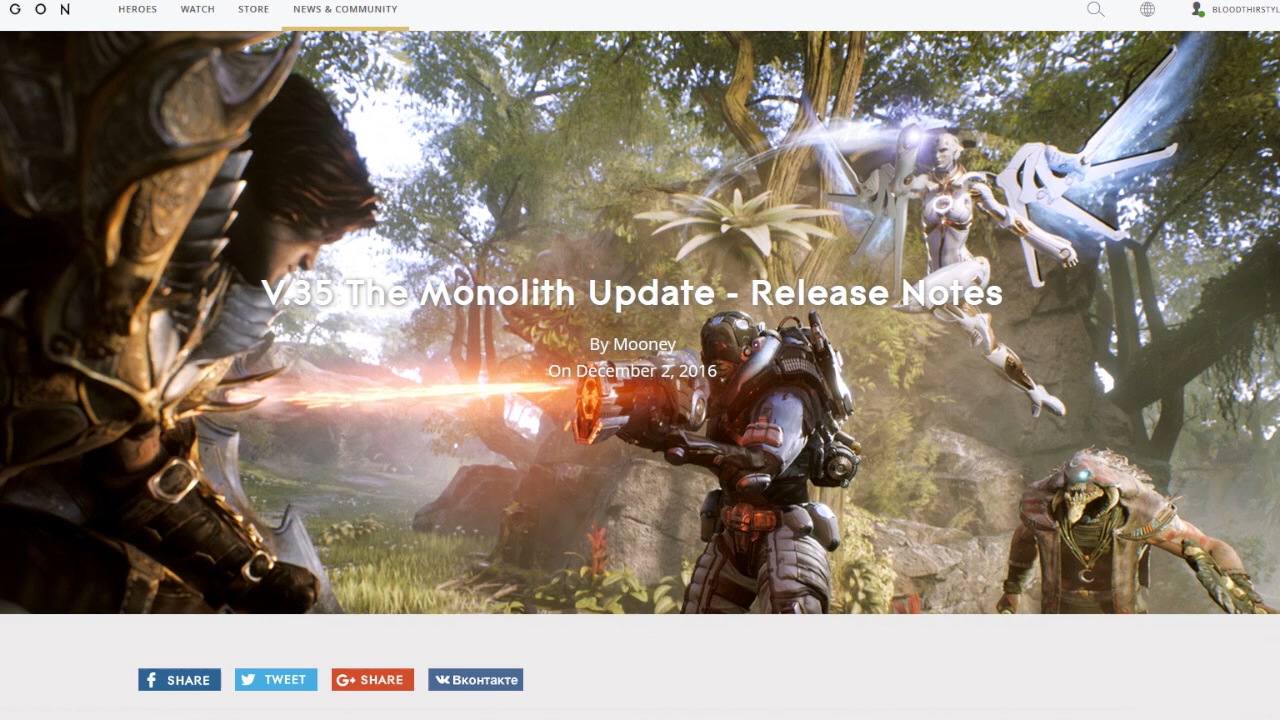 G O N
HEROES WATCH STORE NEWS & COMMUNITY BLOODTHIRSTYL
V.35 The Monolith Update - Release Notes
By Mooney
On December 2, 2016
SHARE TWEET G+ SHARE Вконтакте